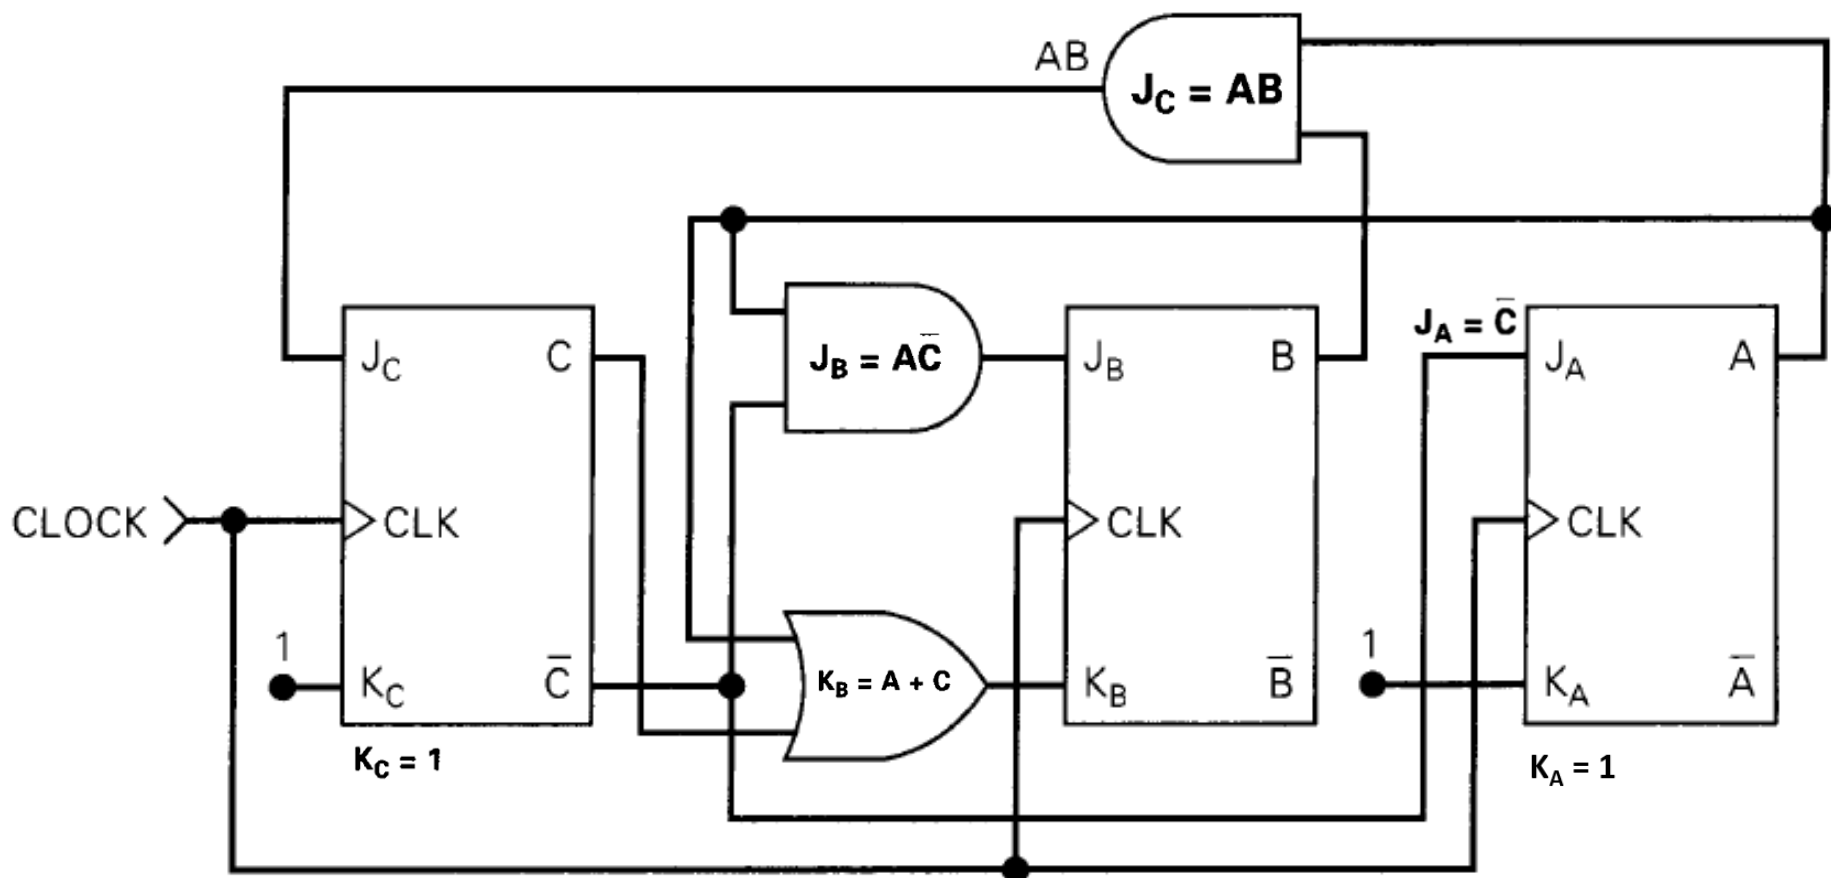 AB
J_C = AB
J_A = C̅
J_C
C
J_B = AC̅
J_B
B
J_A
A
CLOCK
CLK
CLK
CLK
1
K_C
C̅
K_B = A + C
K_B
B̅
1
K_A
A̅
K_C = 1
K_A = 1